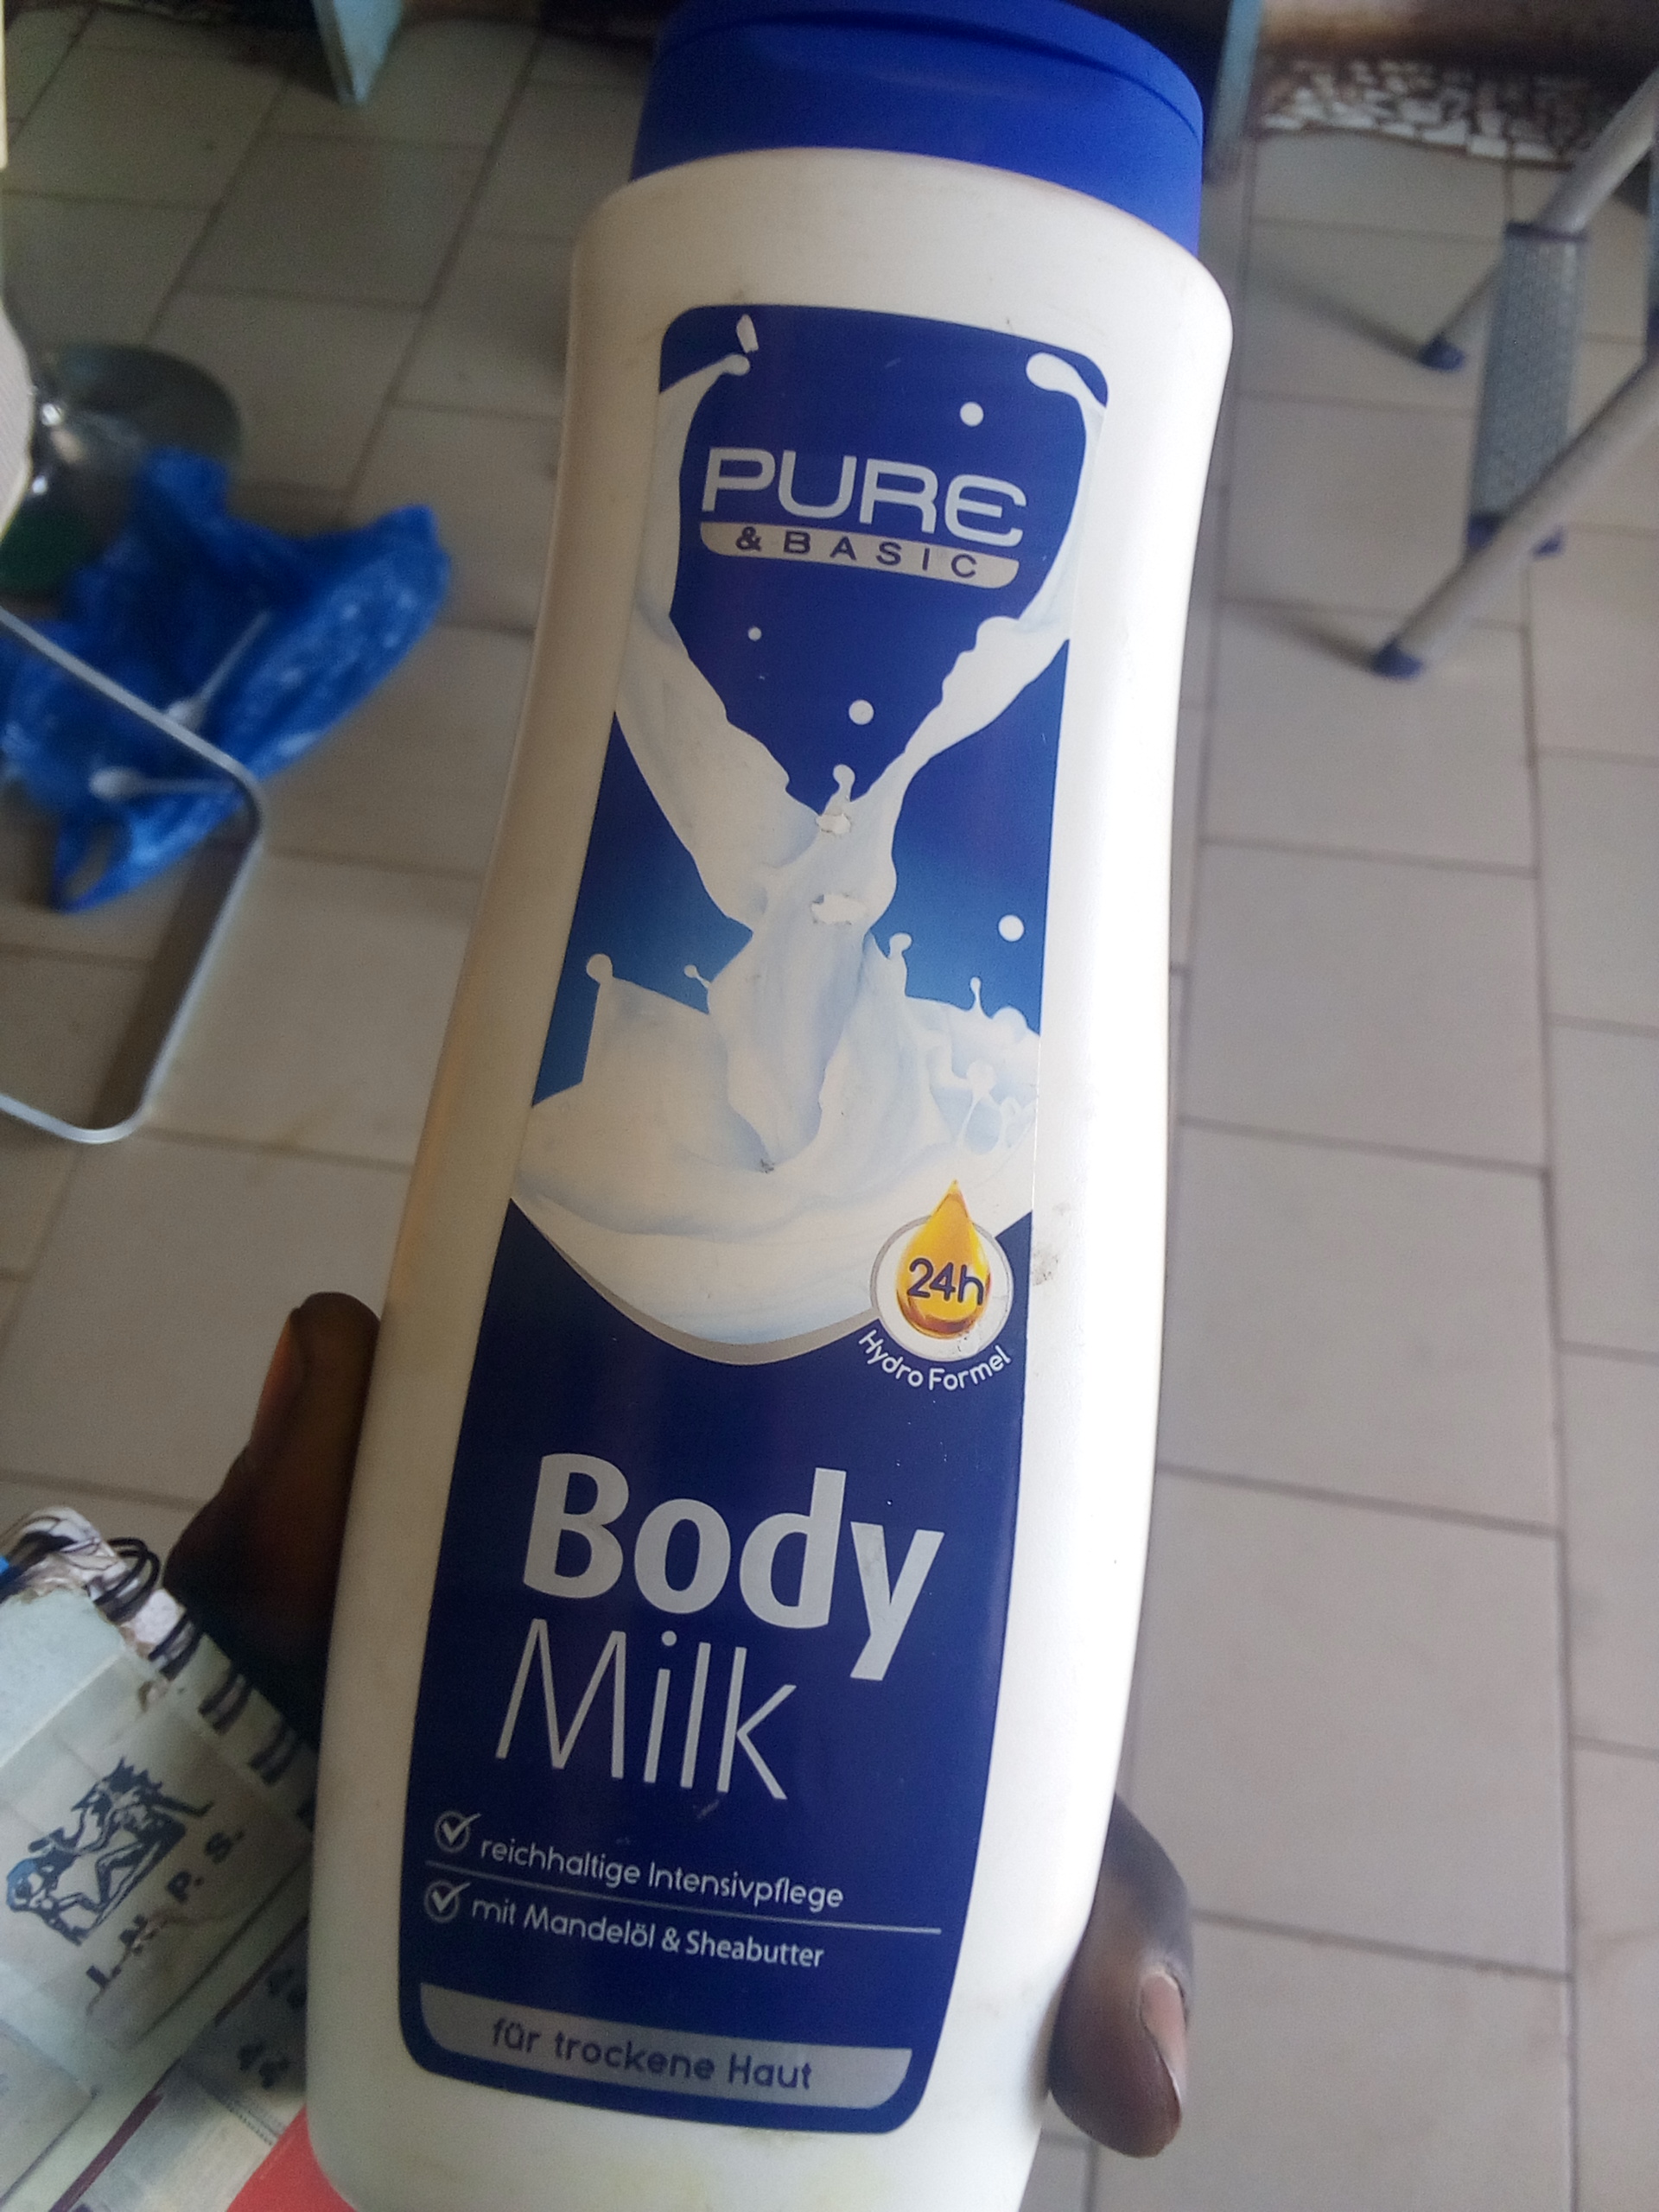 PURE
& BASIC
24h
Hydro Formel
Body
Milk
reichhaltige Intensivpflege
mit Mandelöl & Sheabutter
für trockene Haut